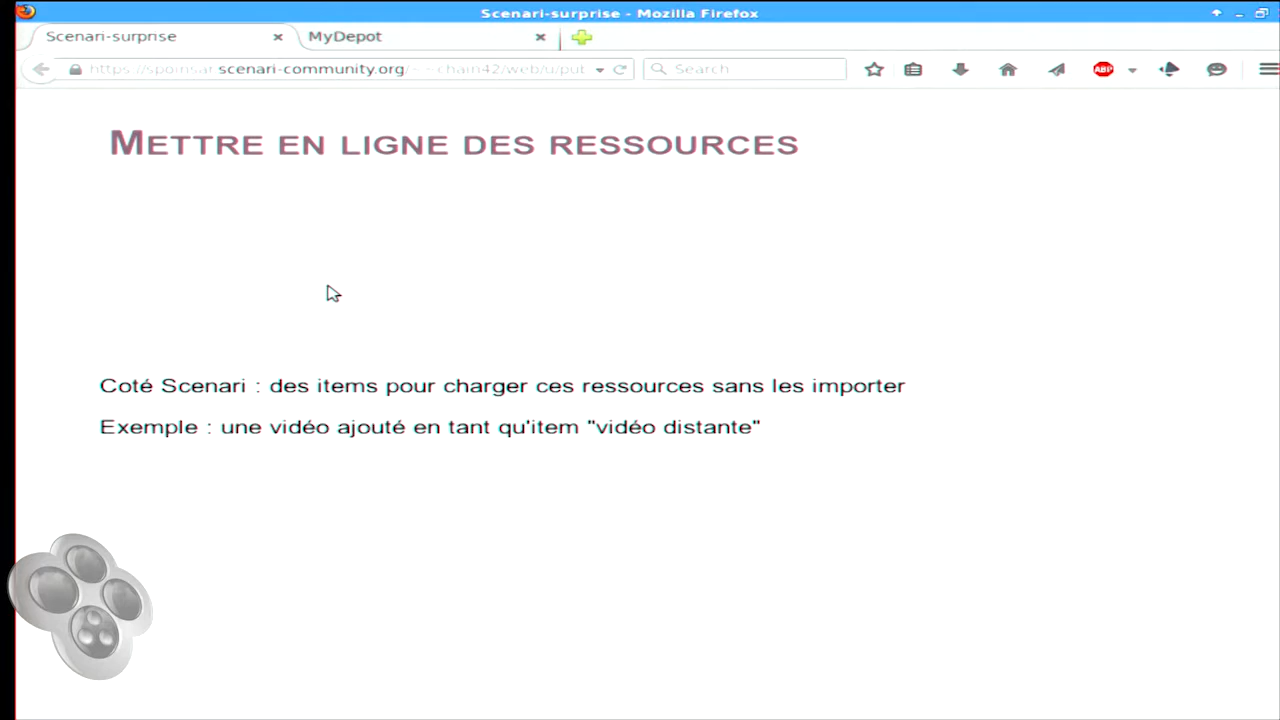 Scenari-surprise - Mozilla Firefox
Scenari-surprise
MyDepot
scenari-community.org
Search
ABP
METTRE EN LIGNE DES RESSOURCES
Coté Scenari : des items pour charger ces ressources sans les importer
Exemple : une vidéo ajouté en tant qu'item "vidéo distante"